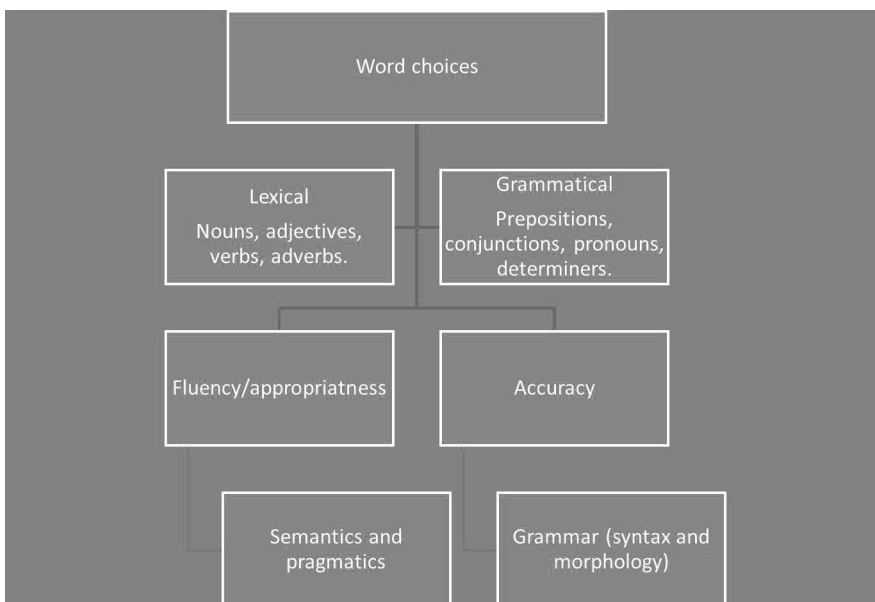 Word choices
Lexical
Nouns, adjectives,
verbs, adverbs.
Grammatical
Prepositions,
conjunctions, pronouns,
determiners.
Fluency/appropriatness
Accuracy
Semantics and
pragmatics
Grammar (syntax and
morphology)